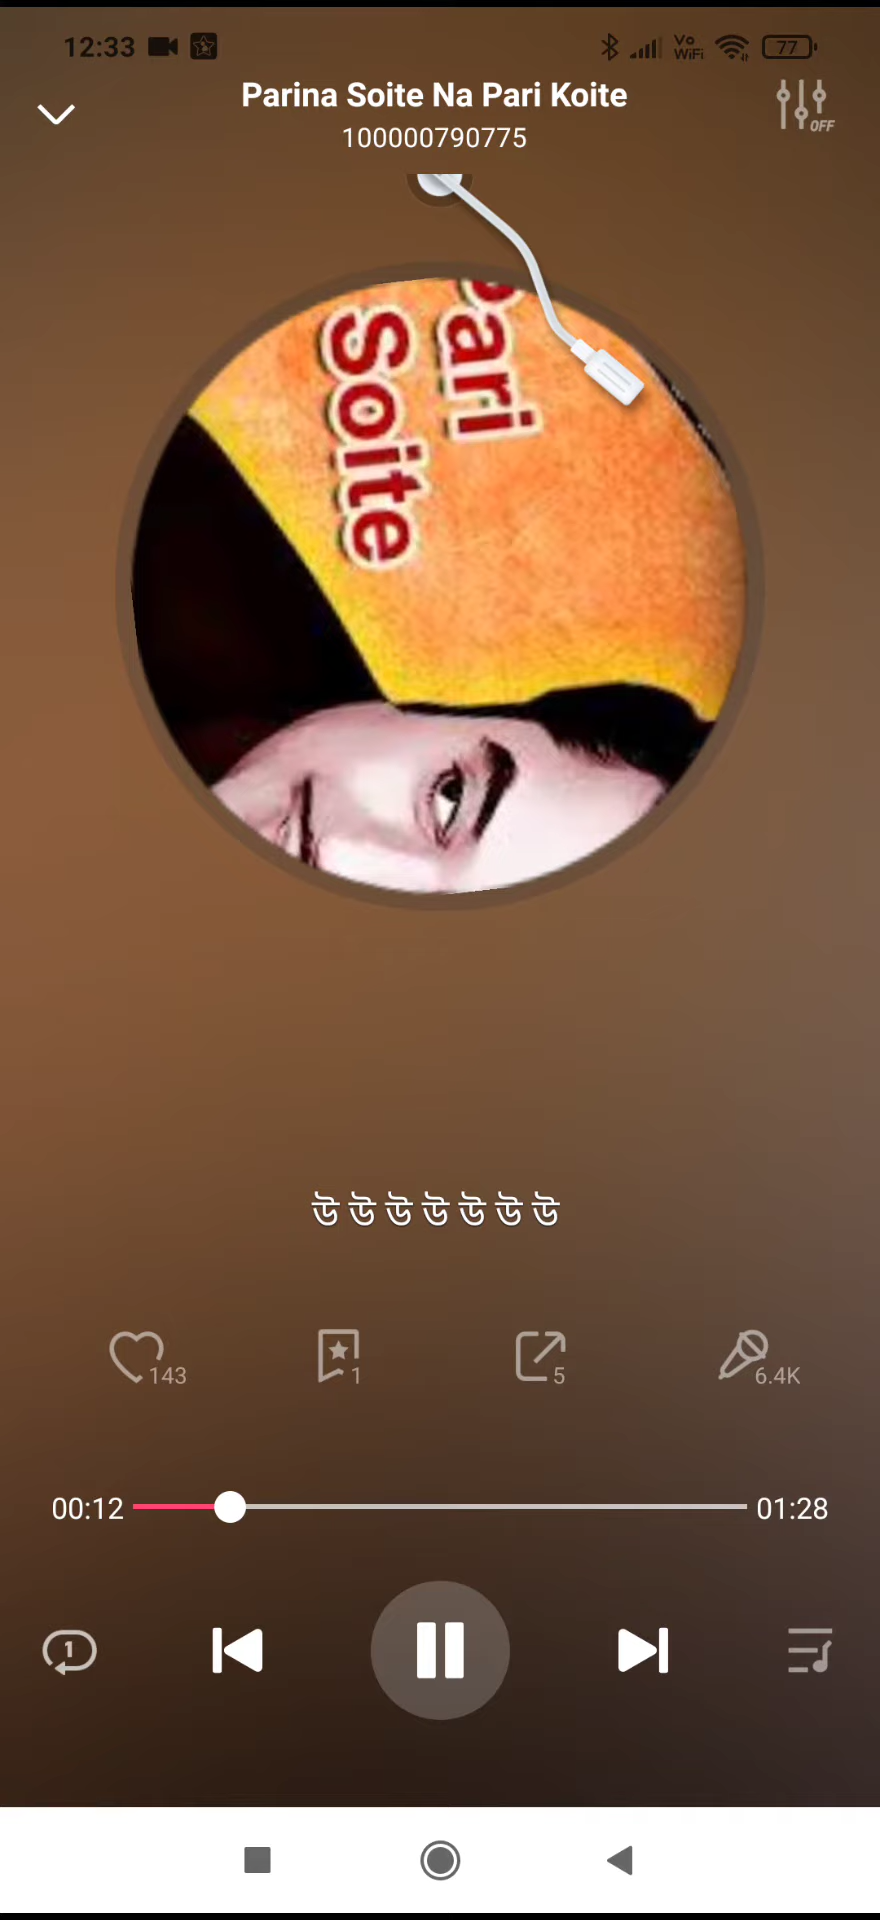 12:33 Vo WiFi 77
Parina Soite Na Pari Koite
OFF
100000790775
pari
Soite
উ উ উ উ উ উ উ
143 1 5 6.4K
00:12 01:28
1